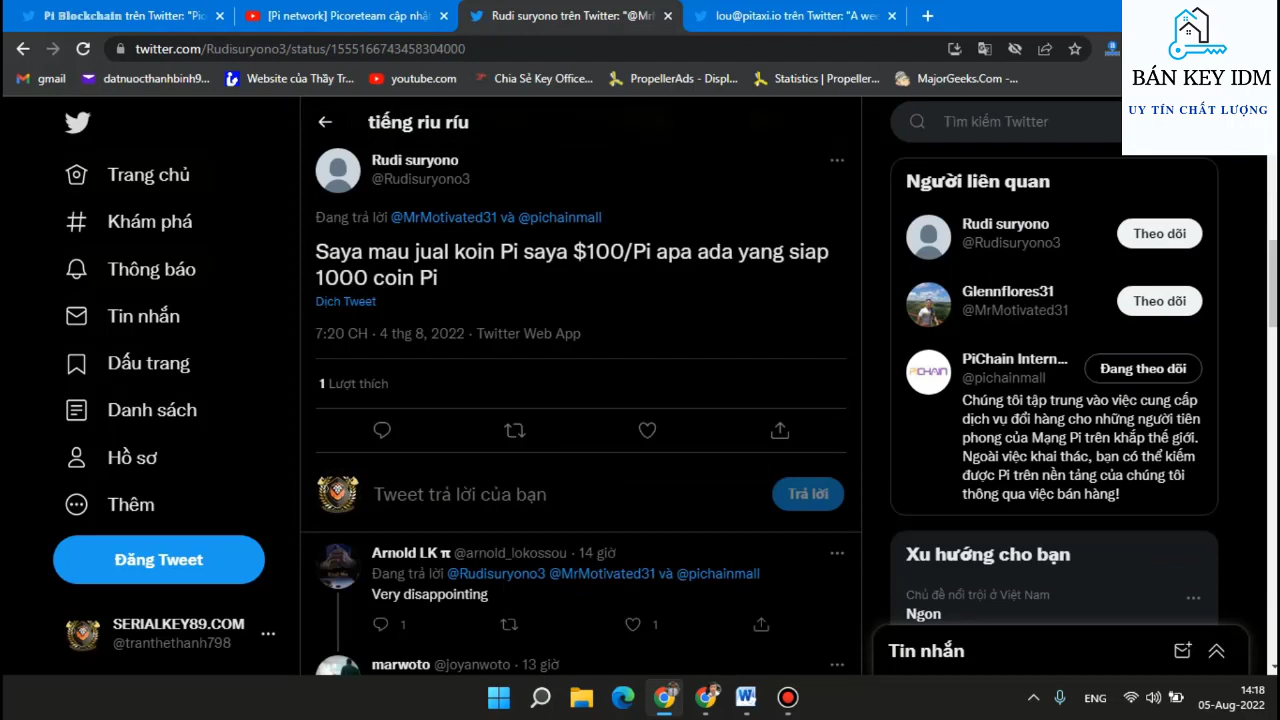 Pi Blockchain trên Twitter: "Pic
[Pi network] Picoreteam cập nhậ
Rudi suryono trên Twitter: "@Mr
lou@pitaxi.io trên Twitter: "A wee
twitter.com/Rudisuryono3/status/1555166743458304000
gmail
datnuocthanhbinh9...
Website của Thầy Tr...
youtube.com
Chia Sẻ Key Office...
PropellerAds - Displ...
Statistics | Propeller...
MajorGeeks.Com -...
BÁN KEY IDM
UY TÍN CHẤT LƯỢNG
Trang chủ
Khám phá
Thông báo
Tin nhắn
Dấu trang
Danh sách
Hồ sơ
Thêm
Đăng Tweet
SERIALKEY89.COM
@tranthethanh798
tiếng riu ríu
Rudi suryono
@Rudisuryono3
Đang trả lời @MrMotivated31 và @pichainmall
Saya mau jual koin Pi saya $100/Pi apa ada yang siap
1000 coin Pi
Dịch Tweet
7:20 CH · 4 thg 8, 2022 · Twitter Web App
1 Lượt thích
Tweet trả lời của bạn
Trả lời
Arnold LK π @arnold_lokossou · 14 giờ
Đang trả lời @Rudisuryono3 @MrMotivated31 và @pichainmall
Very disappointing
1
1
marwoto @joyanwoto · 13 giờ
Tìm kiếm Twitter
Người liên quan
Rudi suryono
@Rudisuryono3
Theo dõi
Glennflores31
@MrMotivated31
Theo dõi
PiChain Intern...
@pichainmall
Đang theo dõi
PICHAIN
Chúng tôi tập trung vào việc cung cấp
dịch vụ đổi hàng cho những người tiên
phong của Mạng Pi trên khắp thế giới.
Ngoài việc khai thác, bạn có thể kiếm
được Pi trên nền tảng của chúng tôi
thông qua việc bán hàng!
Xu hướng cho bạn
Chủ đề nổi trội ở Việt Nam
Ngon
Tin nhắn
ENG
14:18
05-Aug-2022